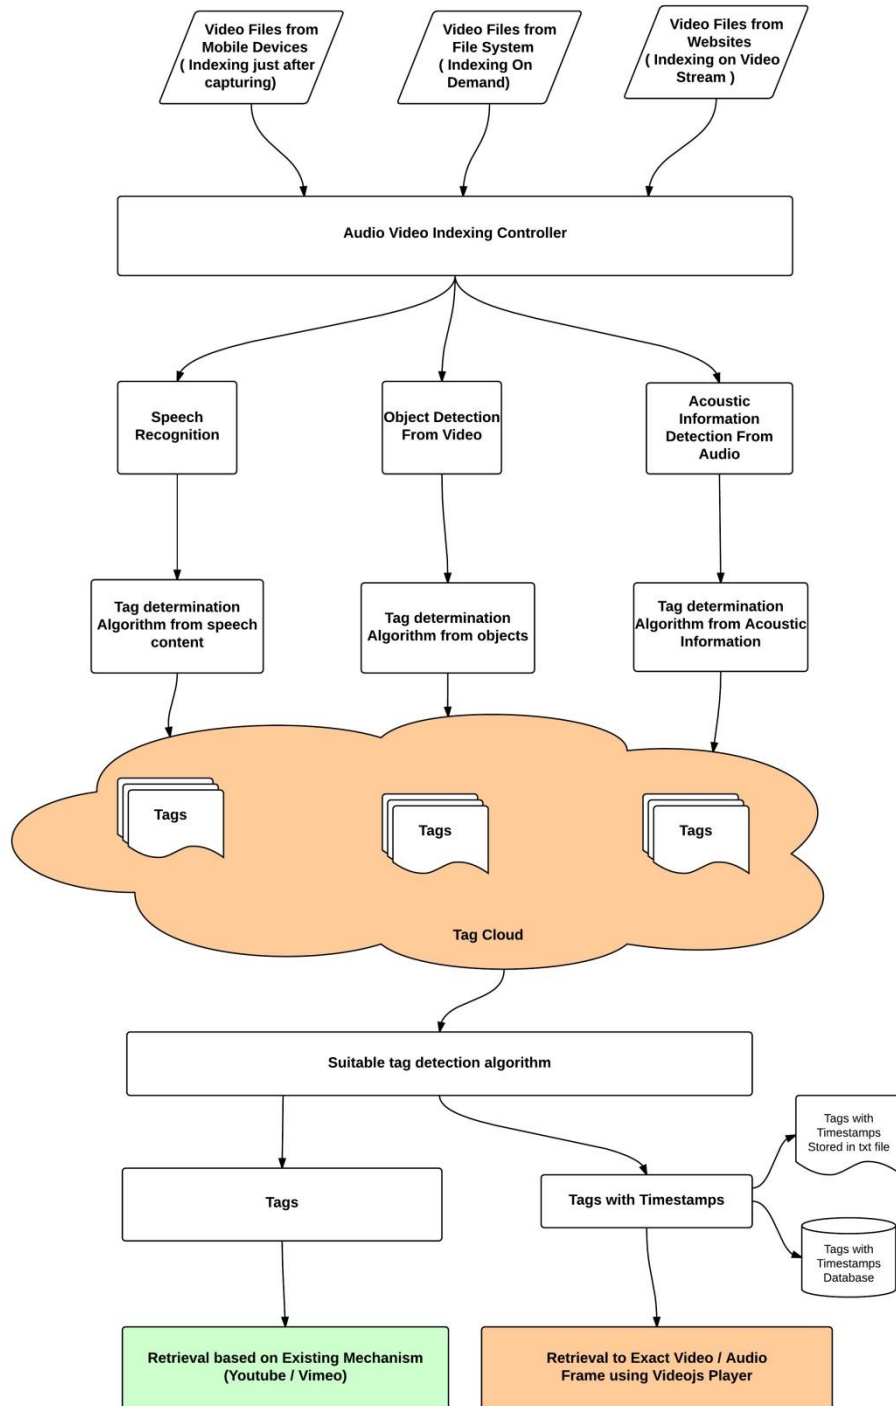 Video Files from
Mobile Devices
( Indexing just after
capturing)
Video Files from
File System
( Indexing On
Demand)
Video Files from
Websites
( Indexing on Video
Stream )
Audio Video Indexing Controller
Speech
Recognition
Object Detection
From Video
Acoustic
Information
Detection From
Audio
Tag determination
Algorithm from speech
content
Tag determination
Algorithm from objects
Tag determination
Algorithm from Acoustic
Information
Tags
Tags
Tags
Tag Cloud
Suitable tag detection algorithm
Tags
Tags with Timestamps
Tags with
Timestamps
Stored in txt file
Tags with
Timestamps
Database
Retrieval based on Existing Mechanism
(Youtube / Vimeo)
Retrieval to Exact Video / Audio
Frame using Videojs Player